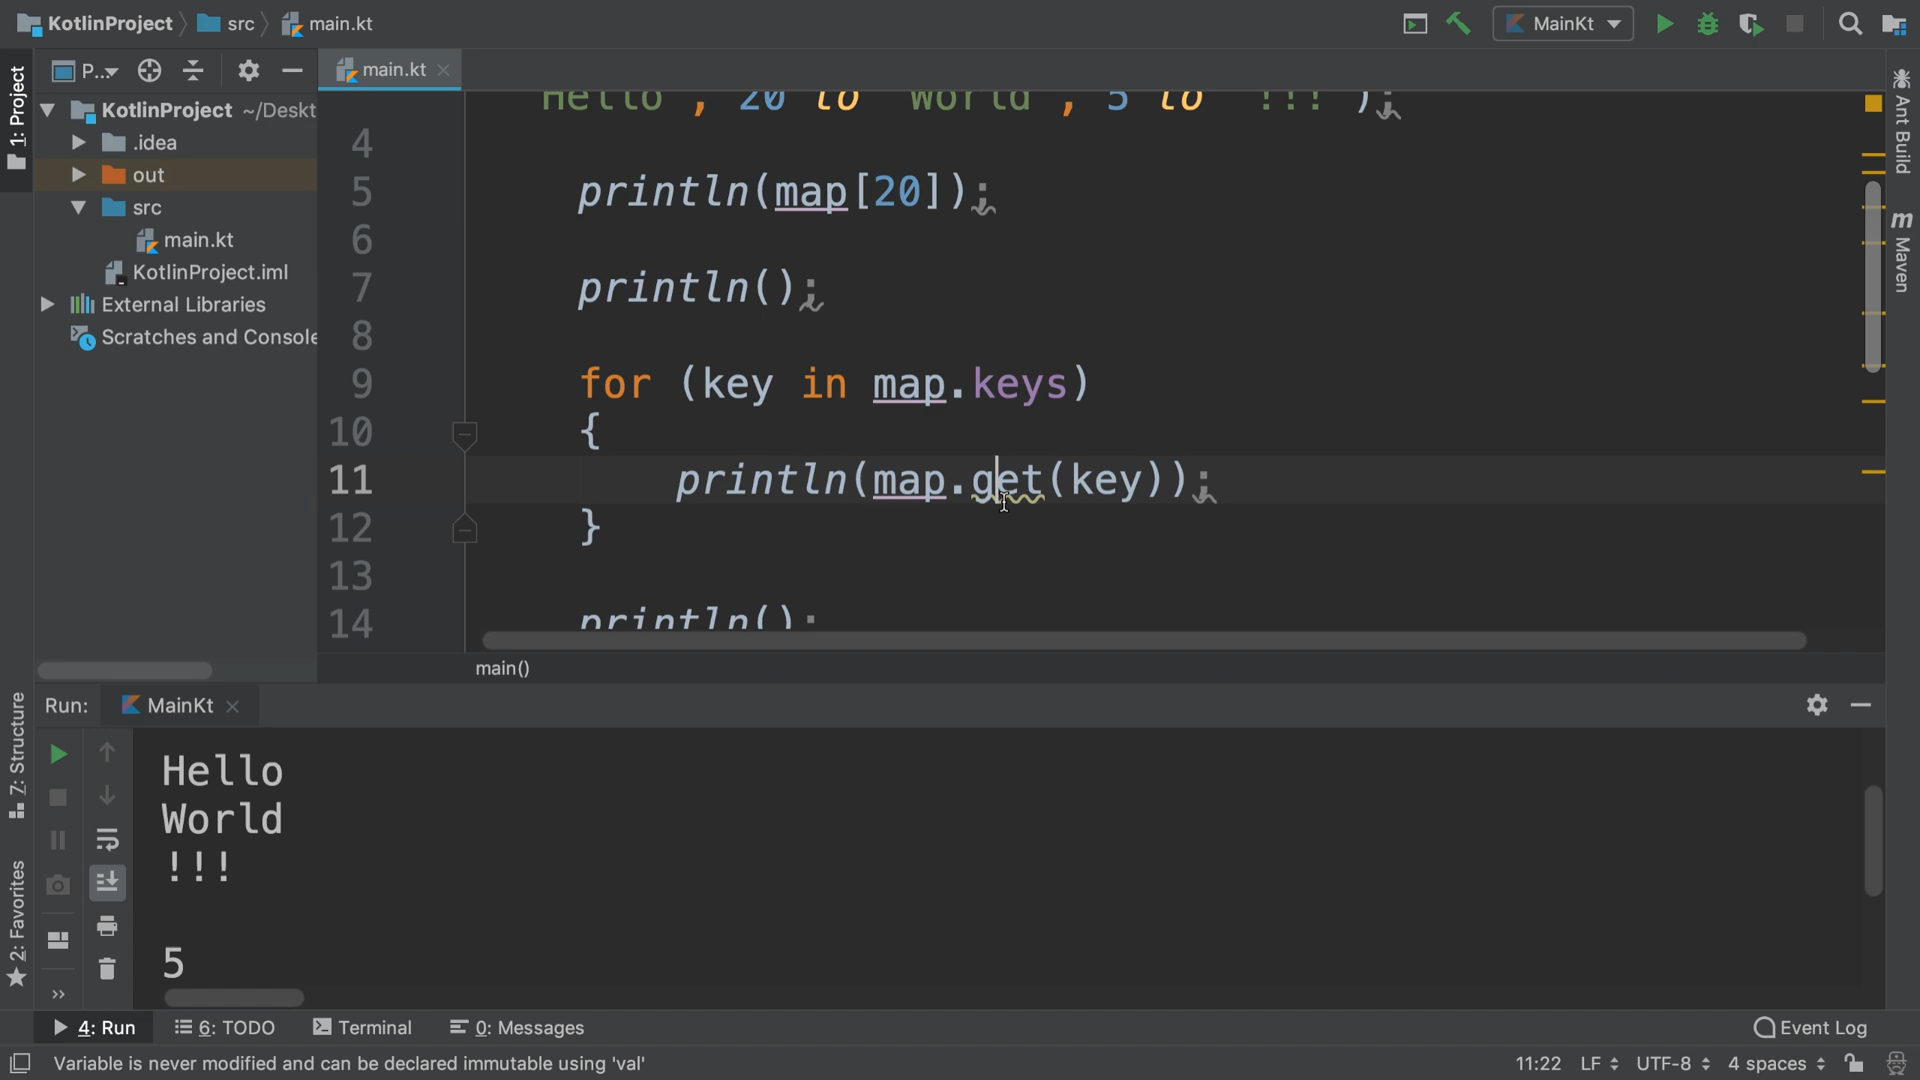 KotlinProject src main.kt MainKt
1: Project P... main.kt
KotlinProject ~/Deskt
.idea
out
src
main.kt
KotlinProject.iml
External Libraries
Scratches and Console
Hello , 20 to World , 5 to !!! );
4
5 println(map[20]);
6
7 println();
8
9 for (key in map.keys)
10 {
11 println(map.get(key));
12 }
13
14 println();
main()
Ant Build
m Maven
Run: MainKt
Hello
World
!!!
5
Z: Structure
2: Favorites
4: Run 6: TODO Terminal 0: Messages Event Log
Variable is never modified and can be declared immutable using 'val' 11:22 LF UTF-8 4 spaces